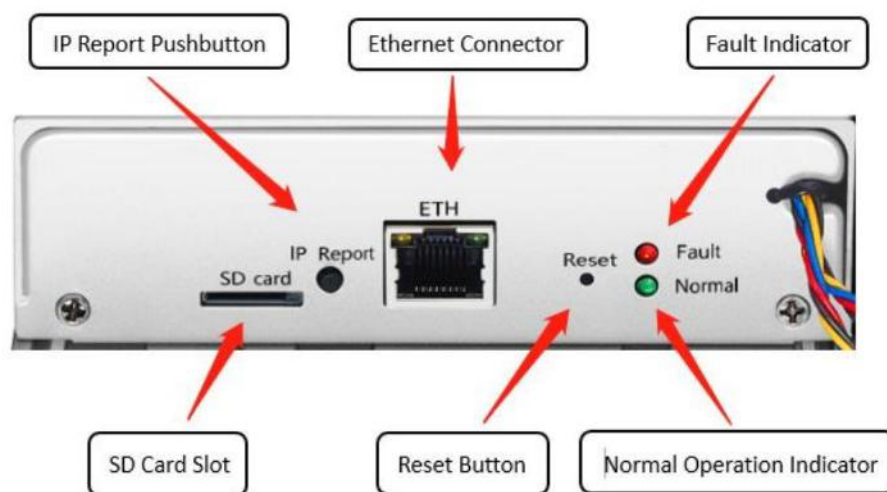 IP Report Pushbutton
Ethernet Connector
Fault Indicator
ETH
IP Report
SD card
Reset
Fault
Normal
SD Card Slot
Reset Button
Normal Operation Indicator